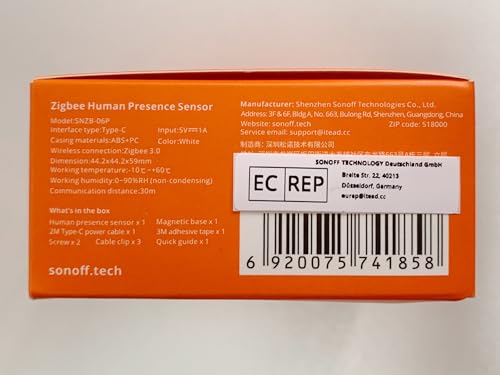 Zigbee Human Presence Sensor
Model:SNZB-06P
Interface type:Type-C Input:5V⎓1A
Casing materials:ABS+PC Color:White
Wireless connection:Zigbee 3.0
Dimension:44.2x44.2x59mm
Working temperature:-10℃~+60℃
Working humidity:0~90%RH (non-condensing)
Communication distance:30m
What's in the box
Human presence sensor x 1 Magnetic base x 1
2M Type-C power cable x 1 3M adhesive tape x 1
Screw x 2 Cable clip x 3 Quick guide x 1
sonoff.tech
Manufacturer: Shenzhen Sonoff Technologies Co., Ltd.
Address: 3F & 6F, Bldg A, No. 663, Bulong Rd, Shenzhen, Guangdong, China
Website: sonoff.tech ZIP code: 518000
Service email: support@itead.cc
制造商：深圳松诺技术有限公司
EC REP
SONOFF TECHNOLOGY Deutschland GmbH
Breite Str. 22, 40213
Düsseldorf, Germany
eurep@itead.cc
6 920075 741858